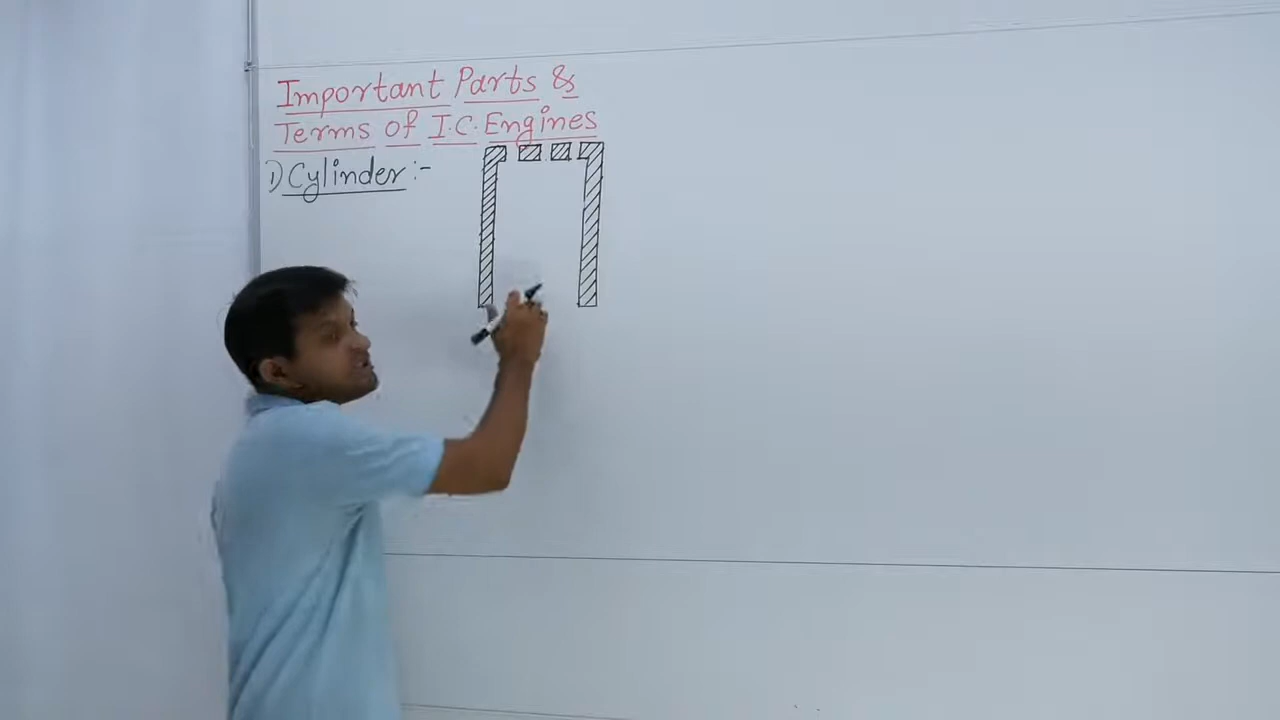 Important Parts &
Terms of I.C. Engines
1) Cylinder :-